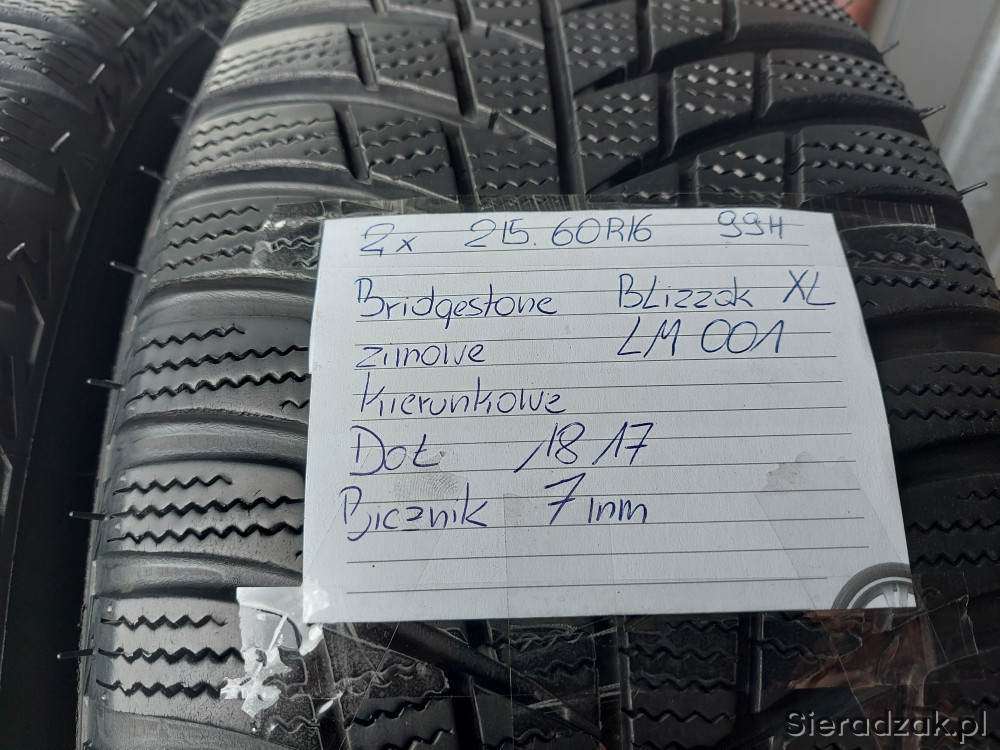 2x 215.60R16 99H
Bridgestone Blizzak XL
zimowe LM 001
Kierunkowe
Dot 18 17
Bieznik 7mm
Sieradzak.pl